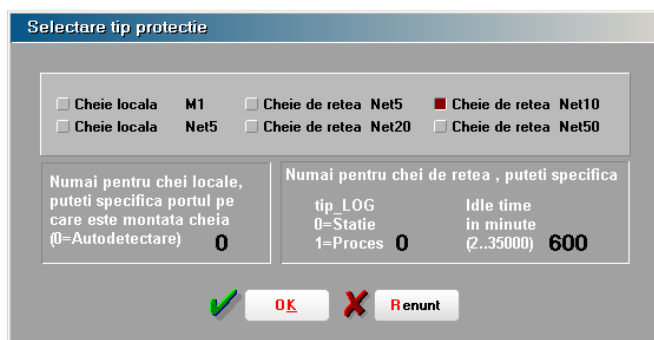 Selectare tip protectie
Cheie locala M1 Cheie de retea Net5 Cheie de retea Net10
Cheie locala Net5 Cheie de retea Net20 Cheie de retea Net50
Numai pentru chei locale,
puteti specifica portul pe
care este montata cheia
(0=Autodetectare) 0
Numai pentru chei de retea , puteti specifica
tip_LOG
0=Statie
1=Proces 0
Idle time
in minute
(2..35000) 600
OK
Renunt